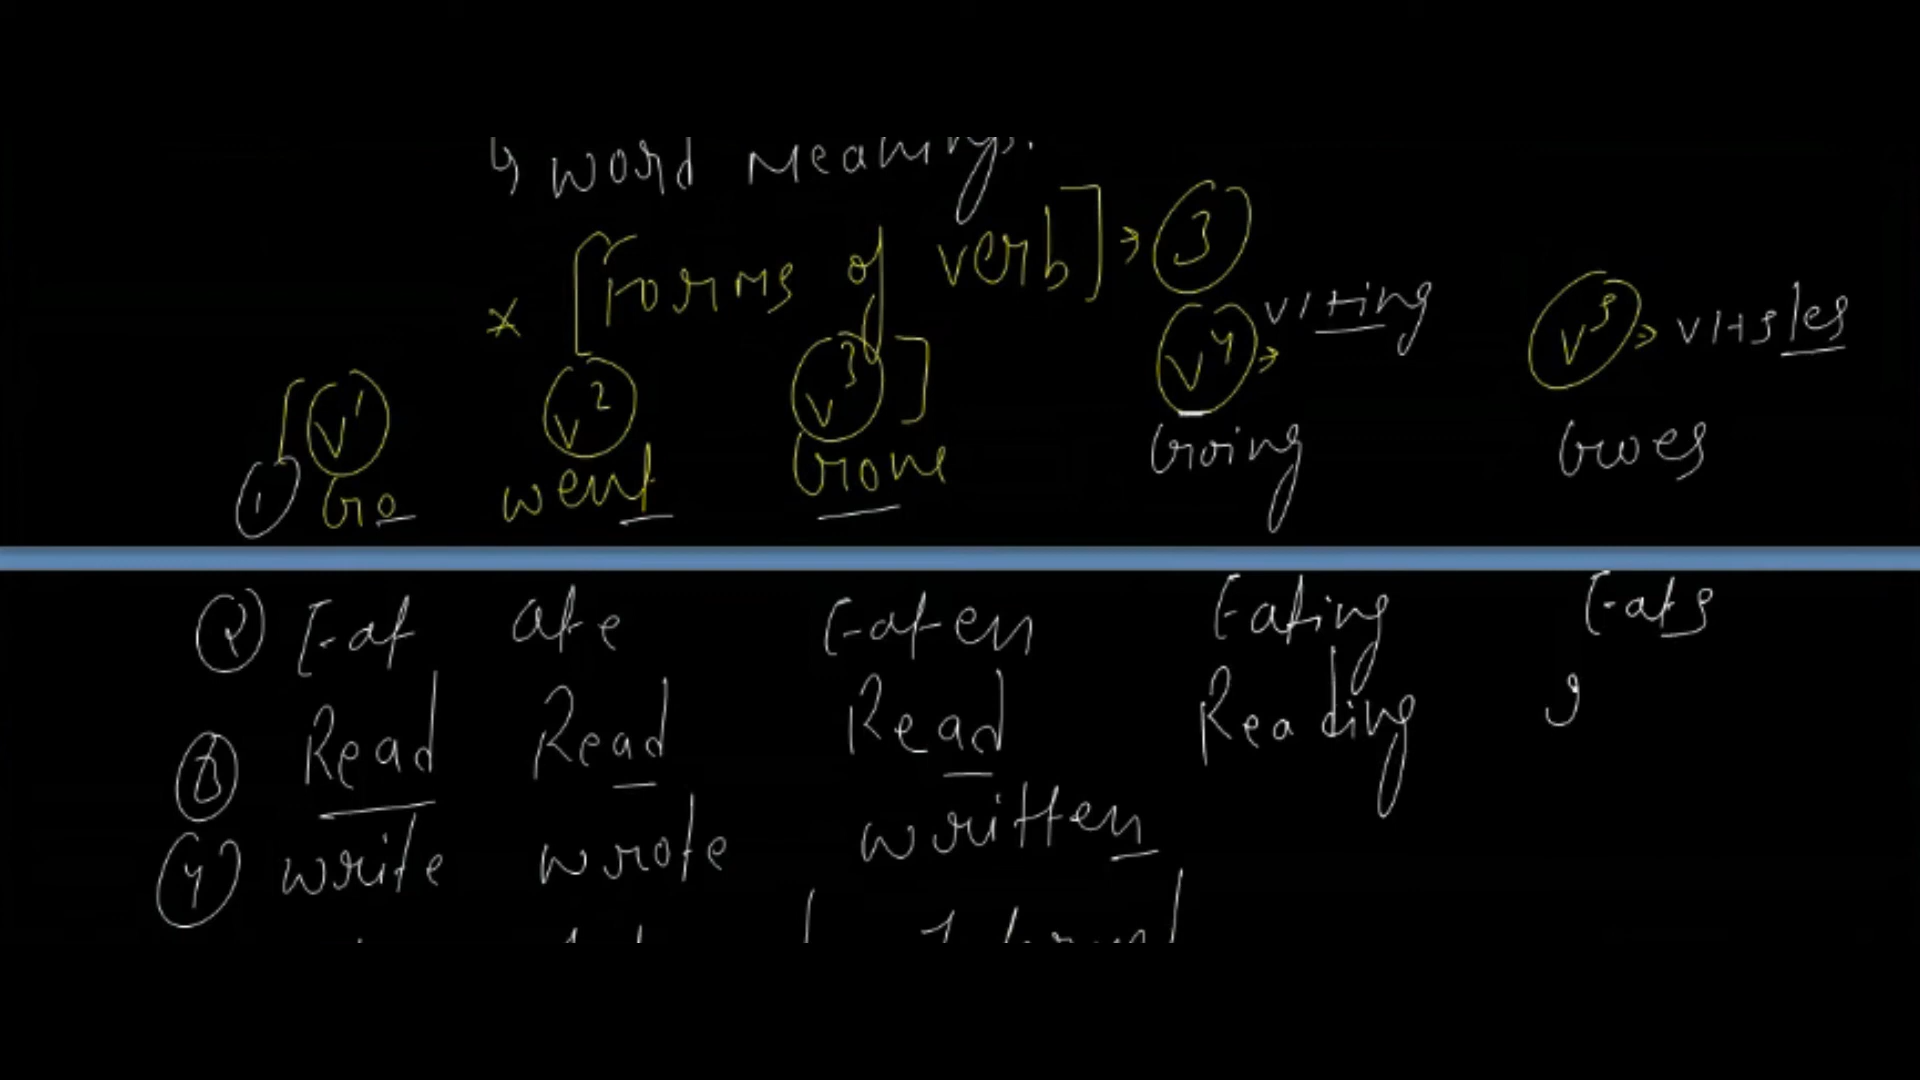 ↳ Word Meanings.
* [Forms of verb] → 3
[V¹ V² V³] V⁴ → V1+ing V⁵ → V1+s/es
① Go went Gone Going Goes
② Eat ate Eaten Eating Eats
③ Read Read Read Reading
④ write wrote written